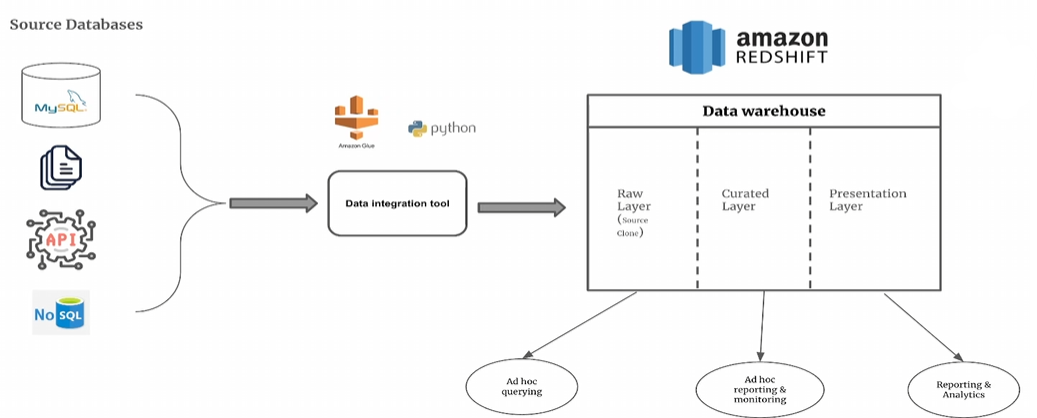 Source Databases
amazon
REDSHIFT
MySQL
Amazon Glue
python
Data warehouse
Data integration tool
Raw
Layer
(Source
Clone)
Curated
Layer
Presentation
Layer
API
No SQL
Ad hoc
querying
Ad hoc
reporting &
monitoring
Reporting &
Analytics